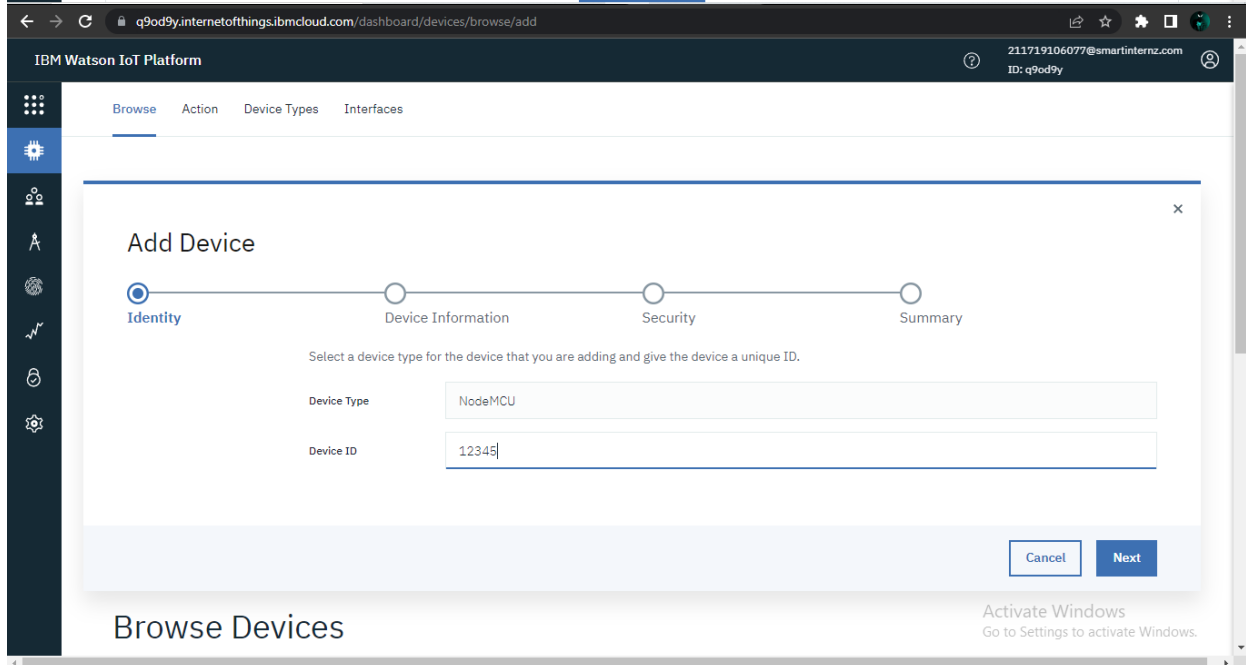 q9od9y.internetofthings.ibmcloud.com/dashboard/devices/browse/add
IBM Watson IoT Platform
211719106077@smartinternz.com
ID: q9od9y
Browse Action Device Types Interfaces
Add Device
Identity Device Information Security Summary
Select a device type for the device that you are adding and give the device a unique ID.
Device Type NodeMCU
Device ID 12345
Cancel Next
Browse Devices
Activate Windows
Go to Settings to activate Windows.